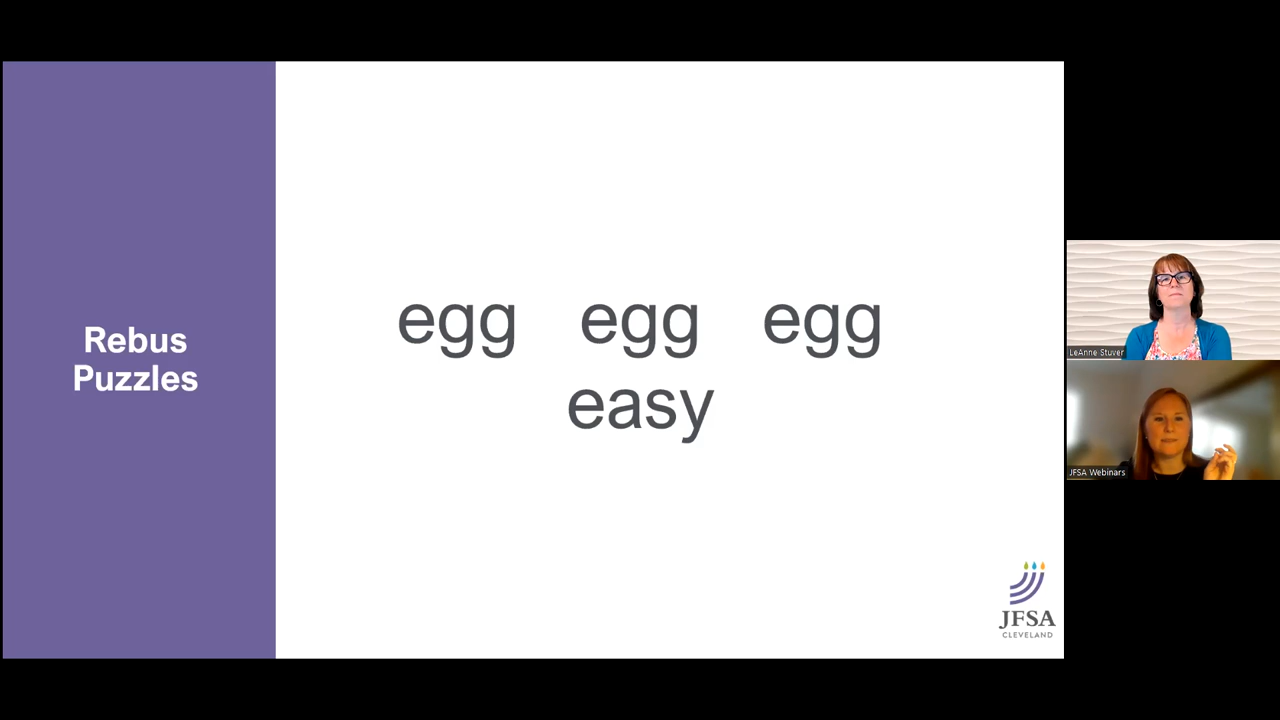 Rebus
Puzzles
egg egg egg
easy
LeAnne Stuver
JFSA Webinars
JFSA
CLEVELAND